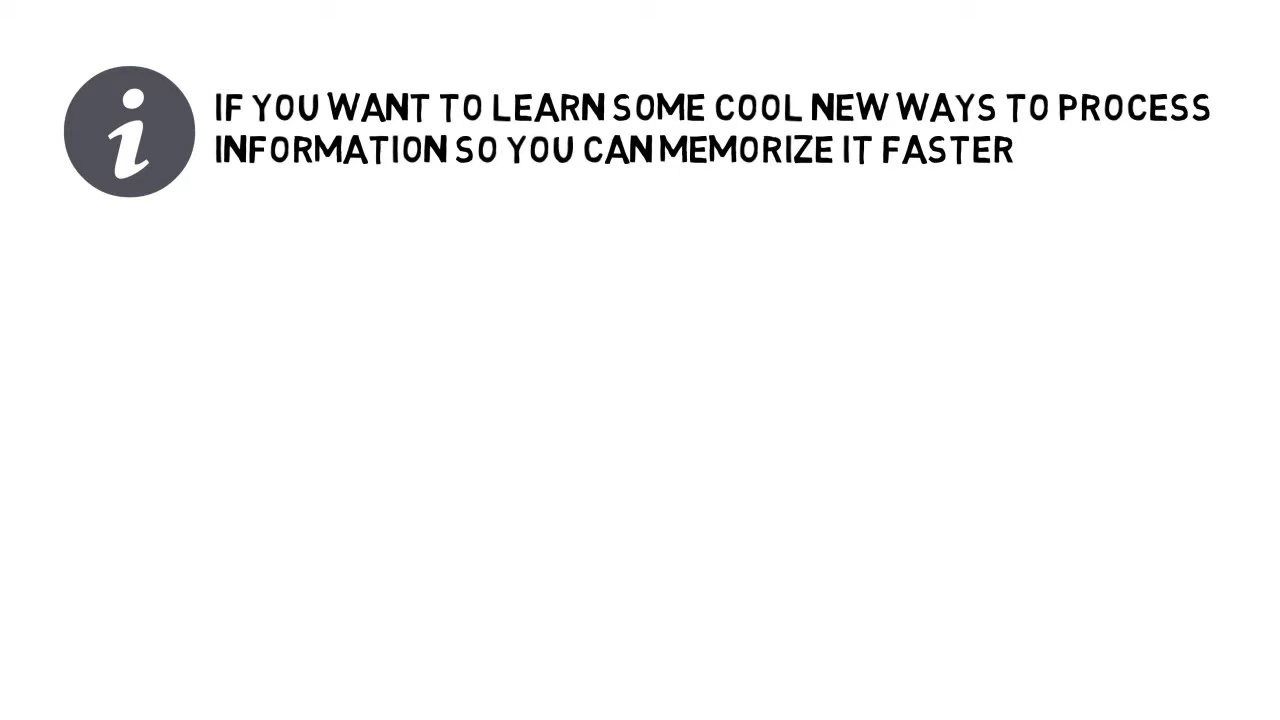 IF YOU WANT TO LEARN SOME COOL NEW WAYS TO PROCESS
INFORMATION SO YOU CAN MEMORIZE IT FASTER